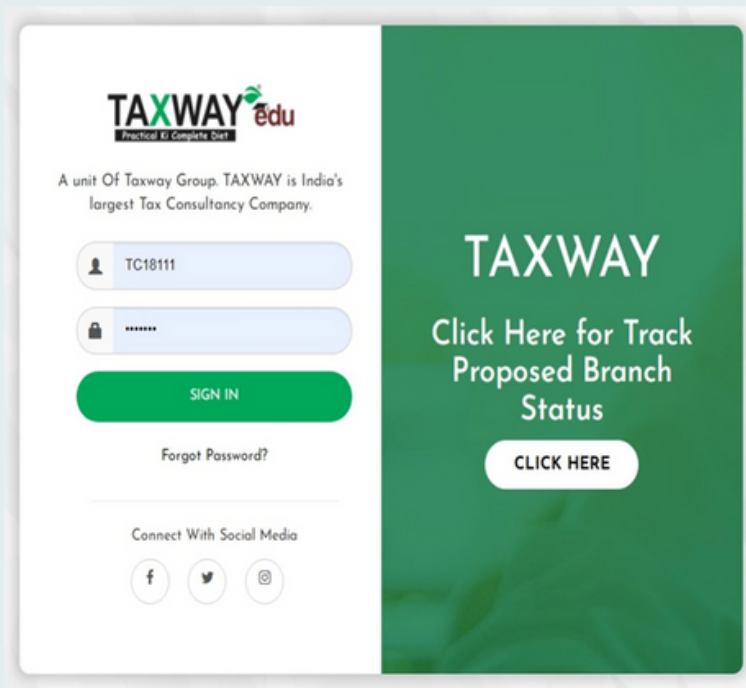 TAXWAY edu
Practical Ki Complete Diet
A unit Of Taxway Group. TAXWAY is India's
largest Tax Consultancy Company.
TC18111
•••••••
SIGN IN
Forgot Password?
Connect With Social Media
TAXWAY
Click Here for Track
Proposed Branch
Status
CLICK HERE